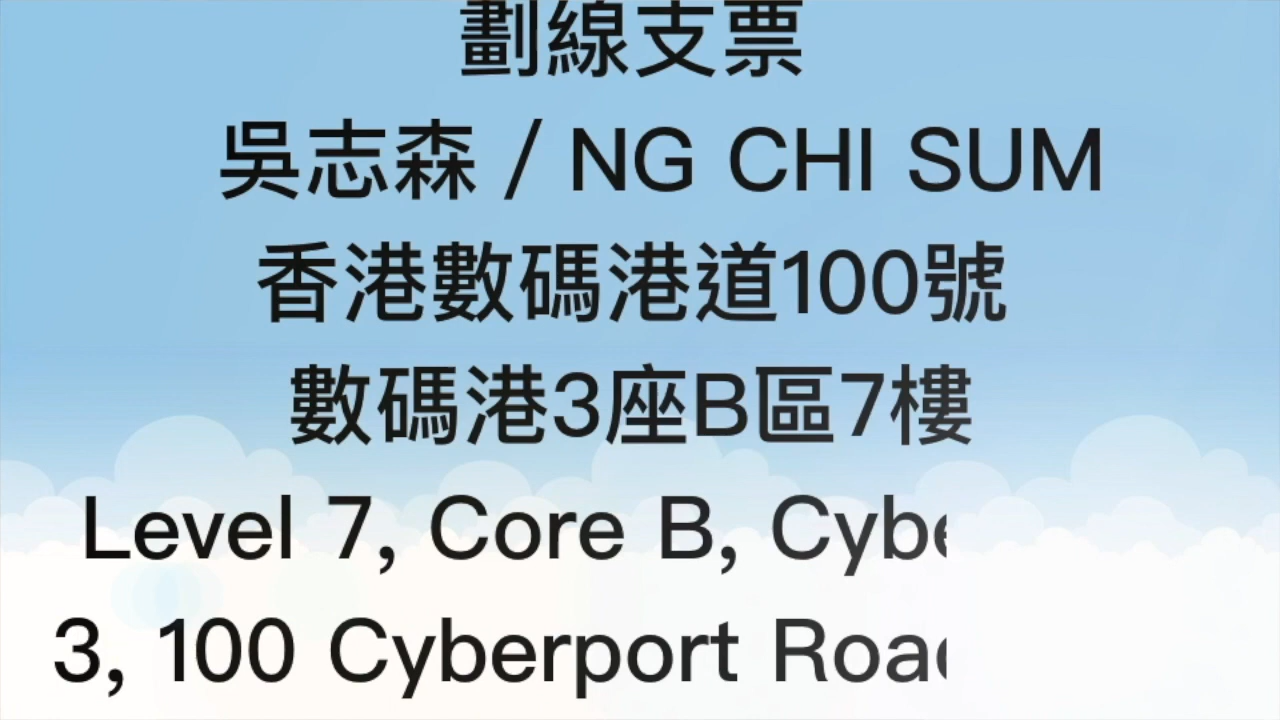 劃線支票
吳志森 / NG CHI SUM
香港數碼港道100號
數碼港3座B區7樓
Level 7, Core B,
3, 100 Cyberport